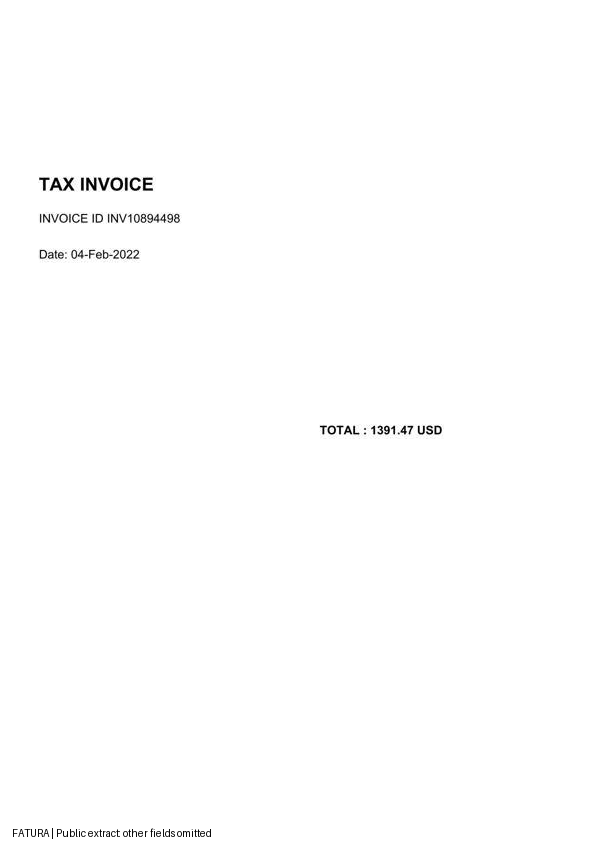 TAX INVOICE
INVOICE ID INV10894498
Date: 04-Feb-2022
TOTAL : 1391.47 USD
FATURA | Public extract: other fields omitted